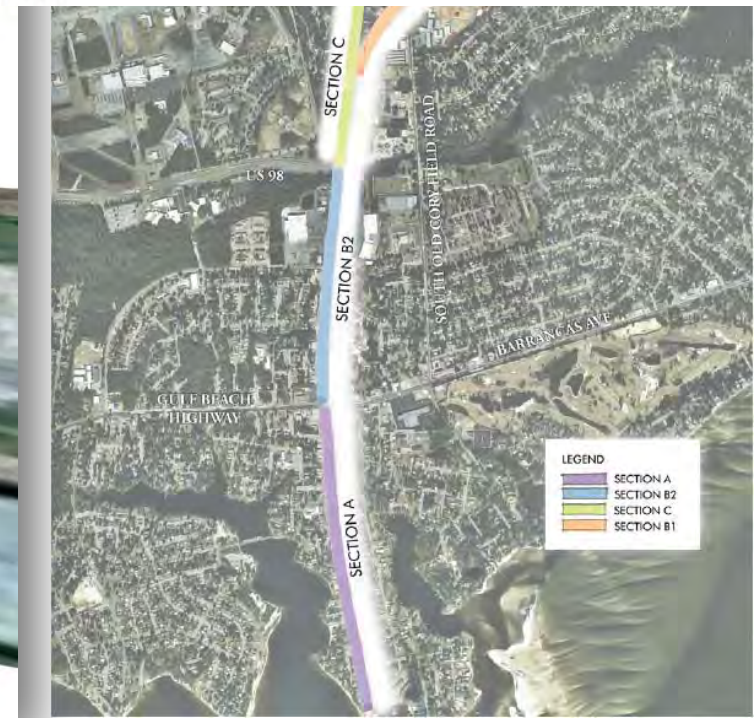 SECTION C
US 98
SECTION B2
SOUTH OLD CORY FIELD ROAD
BARRANCAS AVE
GULF BEACH
HIGHWAY
SECTION A
LEGEND
SECTION A
SECTION B2
SECTION C
SECTION B1